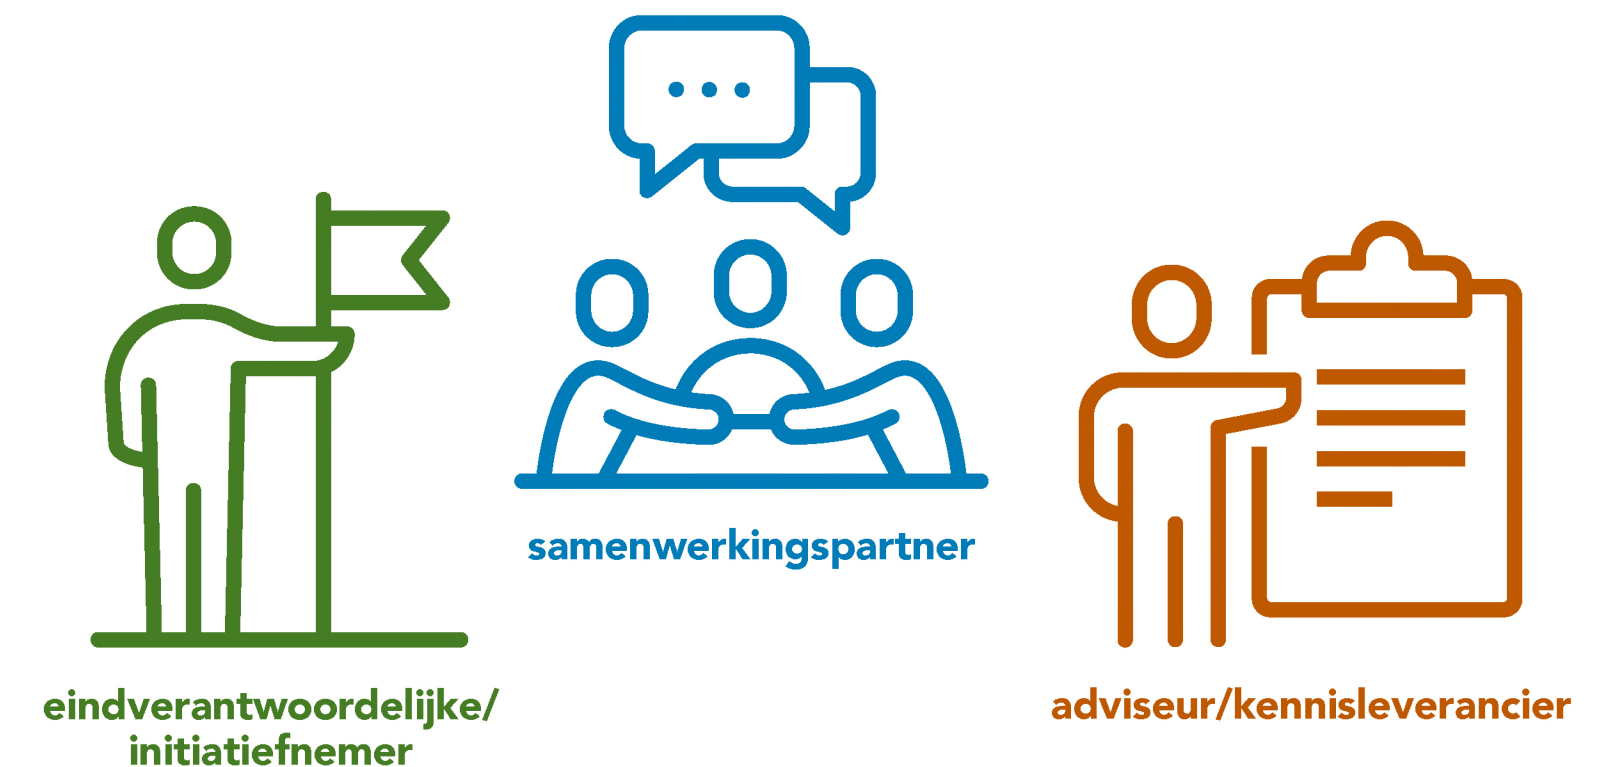 samenwerkingspartner
eindverantwoordelijke/
initiatiefnemer
adviseur/kennisleverancier